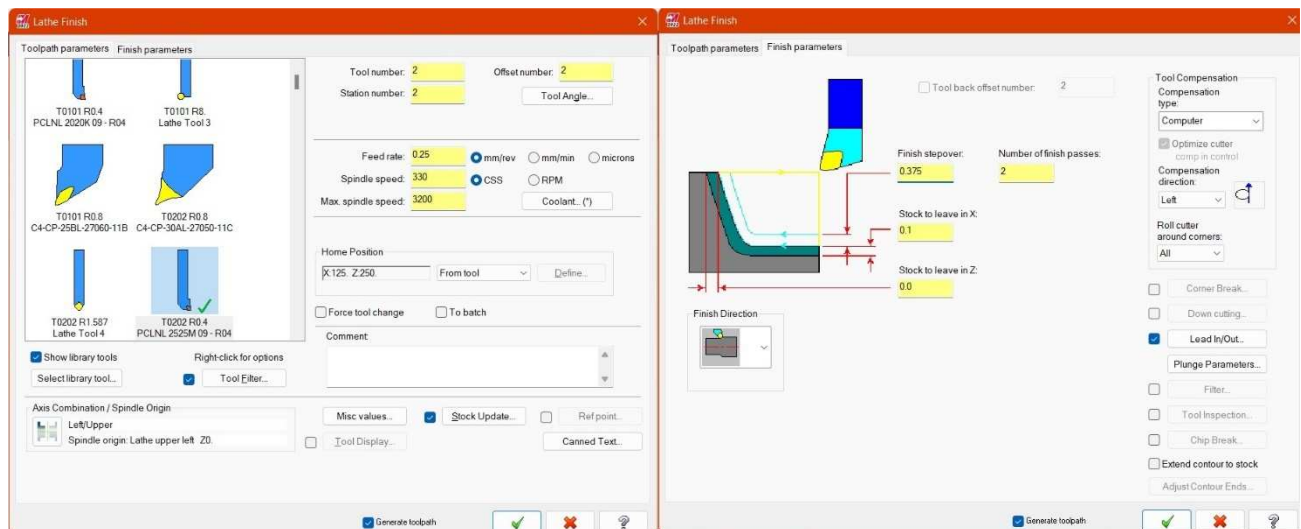 Lathe Finish
Toolpath parameters Finish parameters
T0101 R0.4
PCLNL 2020K 09 - R04
T0101 R8.
Lathe Tool 3
T0101 R0.8
C4-CP-25BL-27060-11B
T0202 R0.8
C4-CP-30AL-27050-11C
T0202 R1.587
Lathe Tool 4
T0202 R0.4
PCLNL 2525M 09 - R04
Show library tools
Right-click for options
Select library tool...
Tool Filter...
Axis Combination / Spindle Origin
Left/Upper
Spindle origin: Lathe upper left Z0.
Tool number: 2
Offset number: 2
Station number: 2
Tool Angle...
Feed rate: 0.25 mm/rev mm/min microns
Spindle speed: 330 CSS RPM
Max. spindle speed: 3200
Coolant... (*)
Home Position
X:125. Z:250. From tool Define...
Force tool change To batch
Comment:
Misc values... Stock Update... Ref point...
Tool Display... Canned Text...
Generate toolpath
Lathe Finish
Toolpath parameters Finish parameters
Tool back offset number: 2
Finish stepover:
0.375
Number of finish passes:
2
Stock to leave in X:
0.1
Stock to leave in Z:
0.0
Finish Direction
Tool Compensation
Compensation
type:
Computer
Optimize cutter
comp in control
Compensation
direction:
Left
Roll cutter
around corners:
All
Corner Break...
Down cutting...
Lead In/Out...
Plunge Parameters...
Filter...
Tool Inspection...
Chip Break...
Extend contour to stock
Adjust Contour Ends...
Generate toolpath